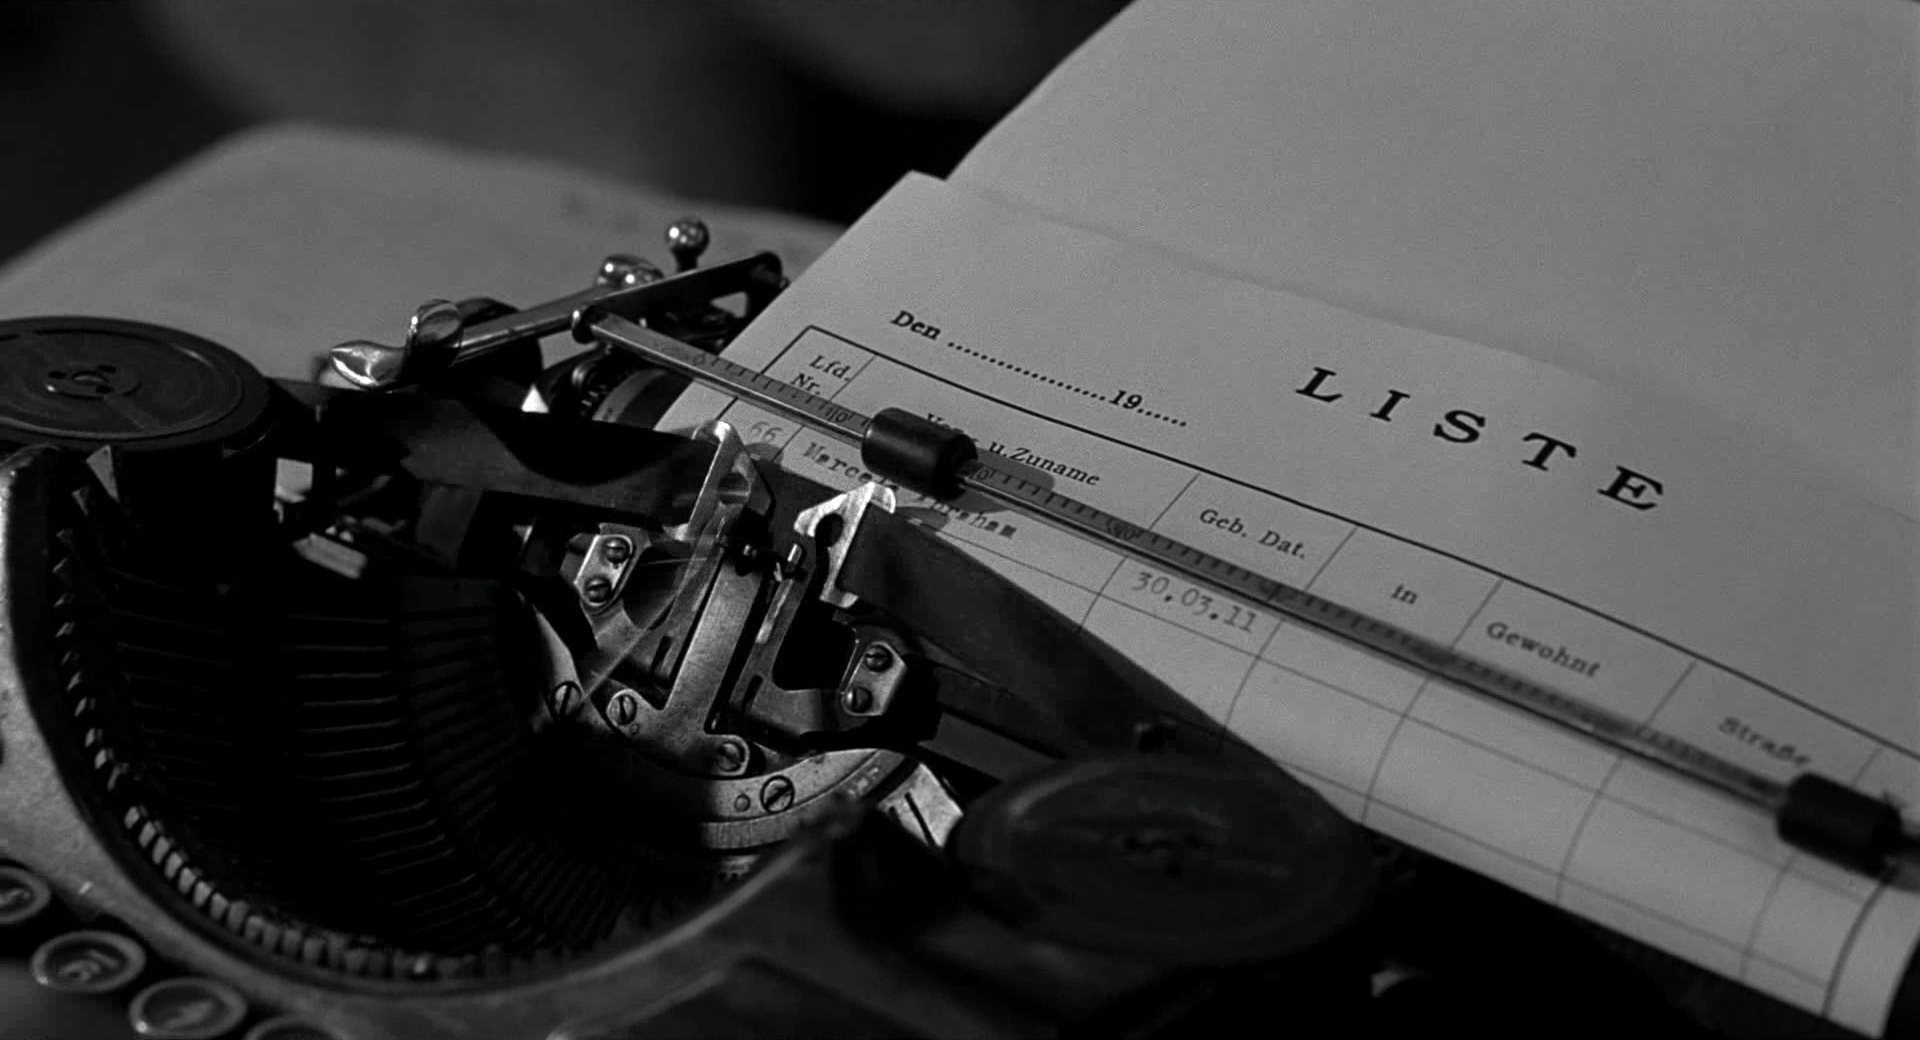 LISTE
Den ....................19......
Lfd. Nr.
u. Zuname
Geb. Dat.
in
Gewohnt
Straße
66
30.03.11